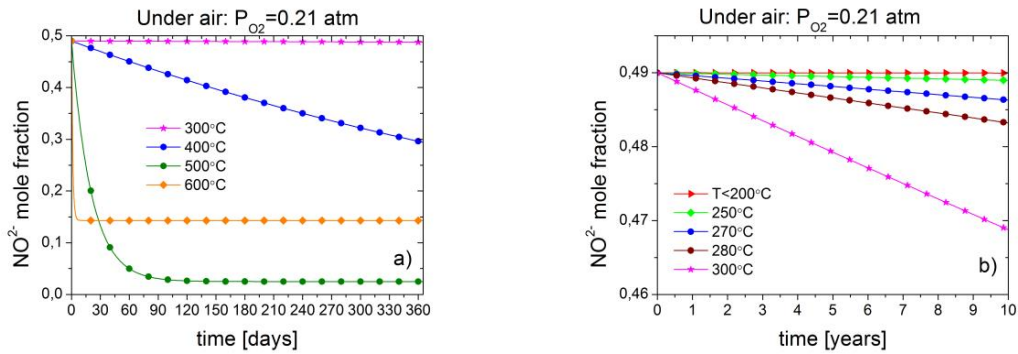 Under air: P_O2=0.21 atm
0,5
0,4
0,3
0,2
0,1
0,0
NO²⁻ mole fraction
300°C
400°C
500°C
600°C
a)
0 30 60 90 120 150 180 210 240 270 300 330 360
time [days]
Under air: P_O2=0.21 atm
0,49
0,48
0,47
0,46
NO²⁻ mole fraction
T<200°C
250°C
270°C
280°C
300°C
b)
0 1 2 3 4 5 6 7 8 9 10
time [years]